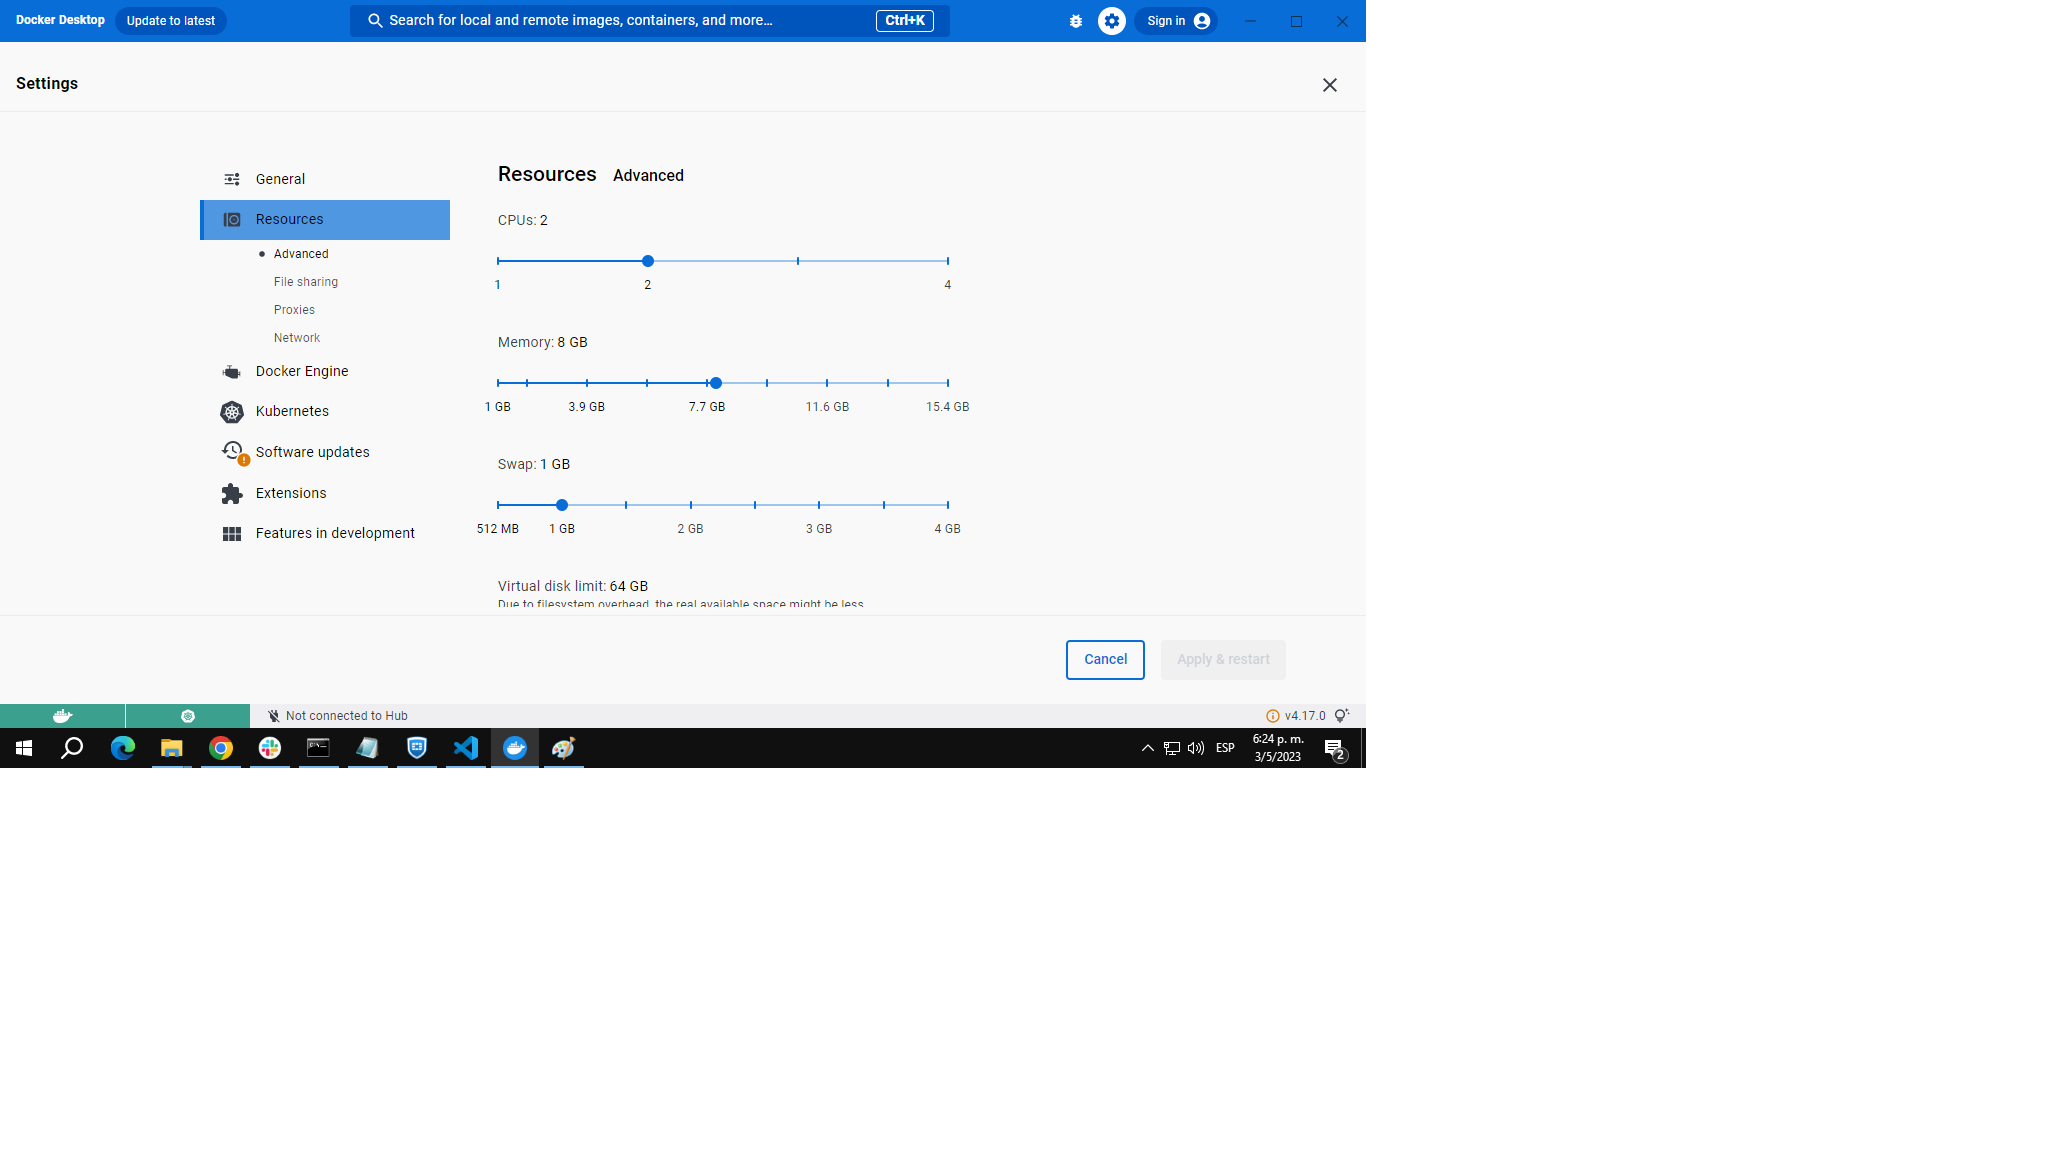 Docker Desktop Update to latest Search for local and remote images, containers, and more... Ctrl+K Sign in
Settings
General
Resources
Advanced
File sharing
Proxies
Network
Docker Engine
Kubernetes
Software updates
Extensions
Features in development
Resources Advanced
CPUs: 2
1 2 4
Memory: 8 GB
1 GB 3.9 GB 7.7 GB 11.6 GB 15.4 GB
Swap: 1 GB
512 MB 1 GB 2 GB 3 GB 4 GB
Virtual disk limit: 64 GB
Due to filesystem overhead, the real available space might be less.
Cancel Apply & restart
Not connected to Hub v4.17.0
ESP 6:24 p. m.
3/5/2023 2